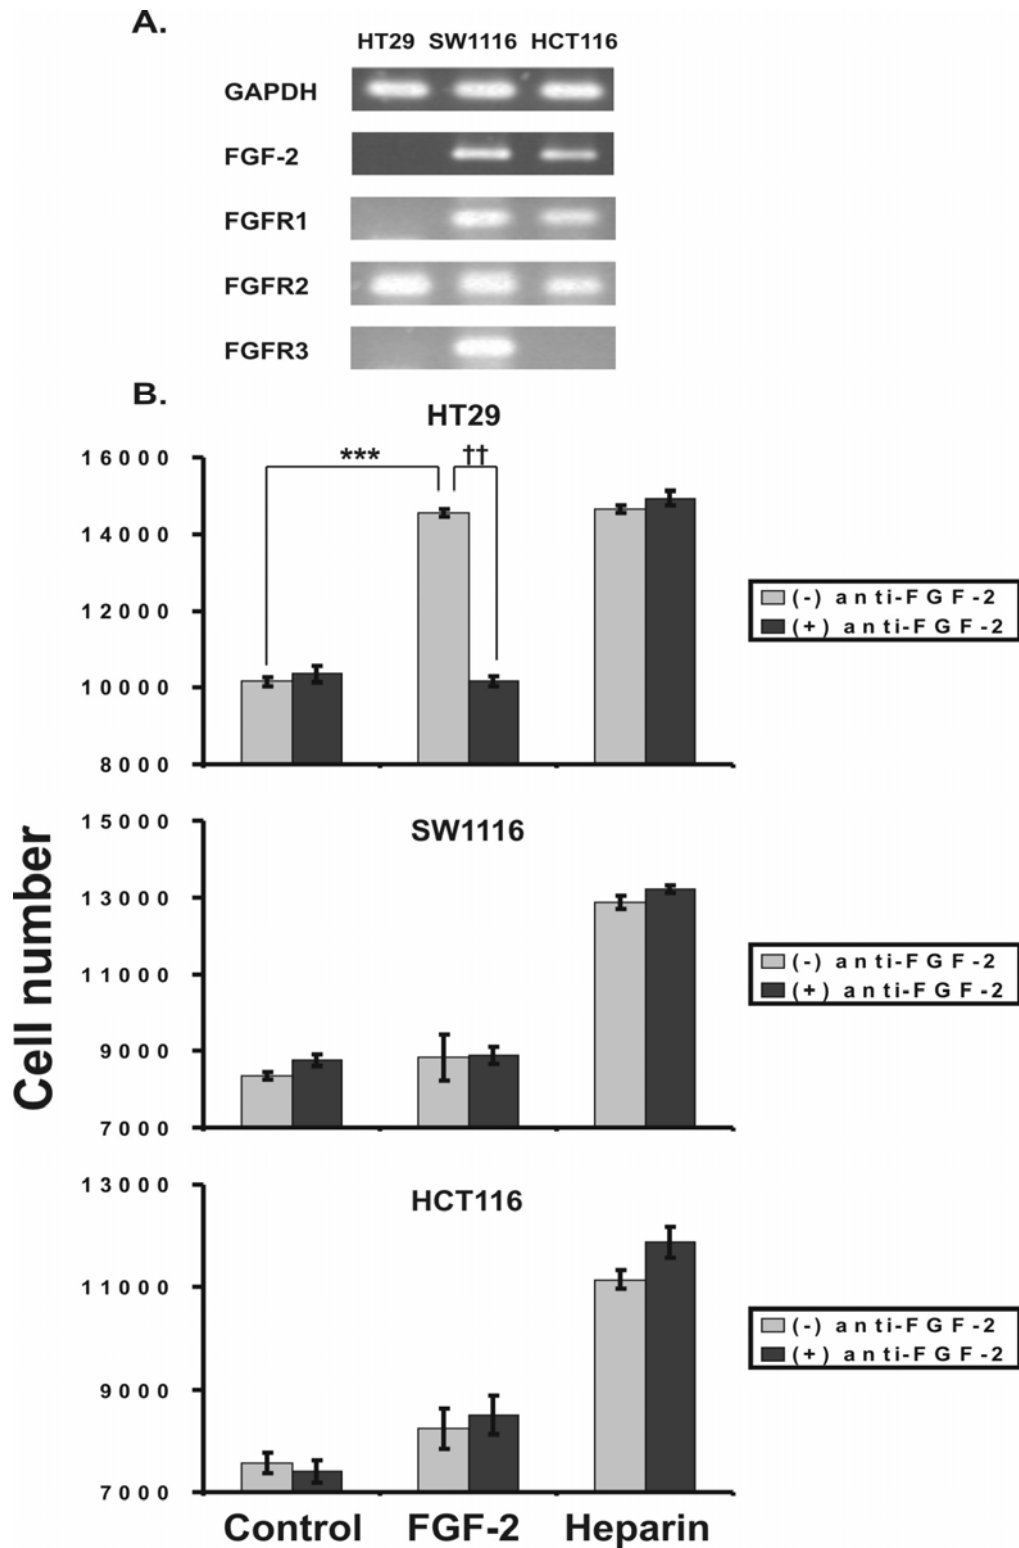 A.
HT29 SW1116 HCT116
GAPDH
FGF-2
FGFR1
FGFR2
FGFR3
B.
HT29
16000
14000
12000
10000
8000
*** ††
(-) anti-FGF-2
(+) anti-FGF-2
Cell number
SW1116
15000
13000
11000
9000
7000
(-) anti-FGF-2
(+) anti-FGF-2
HCT116
13000
11000
9000
7000
(-) anti-FGF-2
(+) anti-FGF-2
Control FGF-2 Heparin